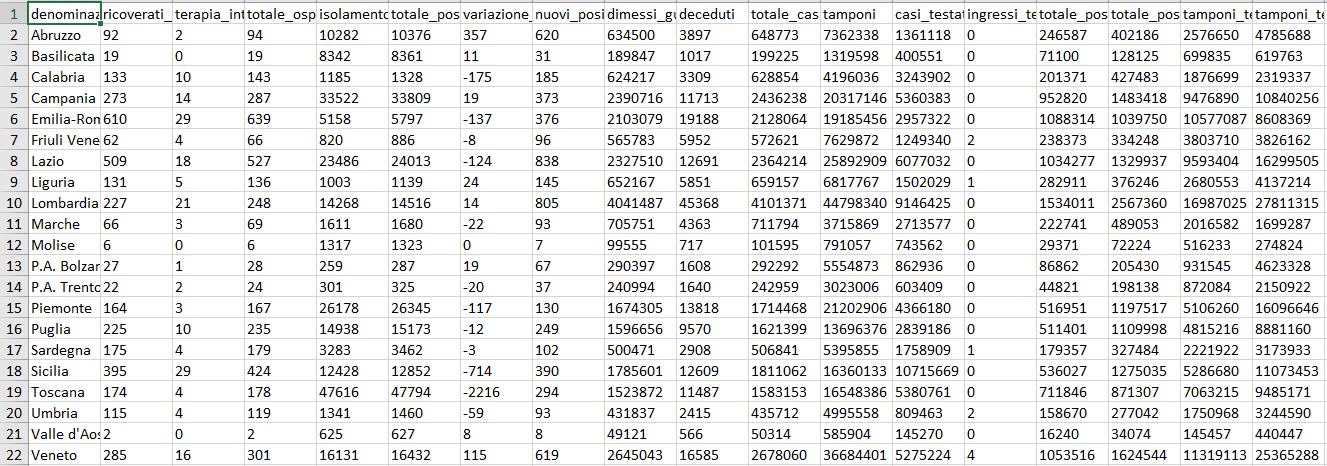 1 denominaz ricoverati_ terapia_int totale_osp isolamento totale_pos variazione_ nuovi_posi dimessi_gu deceduti totale_cas tamponi casi_testat ingressi_te totale_pos totale_pos tamponi_te tamponi_te
2 Abruzzo 92 2 94 10282 10376 357 620 634500 3897 648773 7362338 1361118 0 246587 402186 2576650 4785688
3 Basilicata 19 0 19 8342 8361 11 31 189847 1017 199225 1319598 400551 0 71100 128125 699835 619763
4 Calabria 133 10 143 1185 1328 -175 185 624217 3309 628854 4196036 3243902 0 201371 427483 1876699 2319337
5 Campania 273 14 287 33522 33809 19 373 2390716 11713 2436238 20317146 5360383 0 952820 1483418 9476890 10840256
6 Emilia-Rom 610 29 639 5158 5797 -137 376 2103079 19188 2128064 19185456 2957322 0 1088314 1039750 10577087 8608369
7 Friuli Vene 62 4 66 820 886 -8 96 565783 5952 572621 7629872 1249340 2 238373 334248 3803710 3826162
8 Lazio 509 18 527 23486 24013 -124 838 2327510 12691 2364214 25892909 6077032 0 1034277 1329937 9593404 16299505
9 Liguria 131 5 136 1003 1139 24 145 652167 5851 659157 6817767 1502029 1 282911 376246 2680553 4137214
10 Lombardia 227 21 248 14268 14516 14 805 4041487 45368 4101371 44798340 9146425 0 1534011 2567360 16987025 27811315
11 Marche 66 3 69 1611 1680 -22 93 705751 4363 711794 3715869 2713577 0 222741 489053 2016582 1699287
12 Molise 6 0 6 1317 1323 0 7 99555 717 101595 791057 743562 0 29371 72224 516233 274824
13 P.A. Bolzan 27 1 28 259 287 19 67 290397 1608 292292 5554873 862936 0 86862 205430 931545 4623328
14 P.A. Trento 22 2 24 301 325 -20 37 240994 1640 242959 3023006 603409 0 44821 198138 872084 2150922
15 Piemonte 164 3 167 26178 26345 -117 130 1674305 13818 1714468 21202906 4366180 0 516951 1197517 5106260 16096646
16 Puglia 225 10 235 14938 15173 -12 249 1596656 9570 1621399 13696376 2839186 0 511401 1109998 4815216 8881160
17 Sardegna 175 4 179 3283 3462 -3 102 500471 2908 506841 5395855 1758909 1 179357 327484 2221922 3173933
18 Sicilia 395 29 424 12428 12852 -714 390 1785601 12609 1811062 16360133 10715669 0 536027 1275035 5286680 11073453
19 Toscana 174 4 178 47616 47794 -2216 294 1523872 11487 1583153 16548386 5380761 0 711846 871307 7063215 9485171
20 Umbria 115 4 119 1341 1460 -59 93 431837 2415 435712 4995558 809463 2 158670 277042 1750968 3244590
21 Valle d'Aos 2 0 2 625 627 8 8 49121 566 50314 585904 145270 0 16240 34074 145457 440447
22 Veneto 285 16 301 16131 16432 115 619 2645043 16585 2678060 36684401 5275224 4 1053516 1624544 11319113 25365288